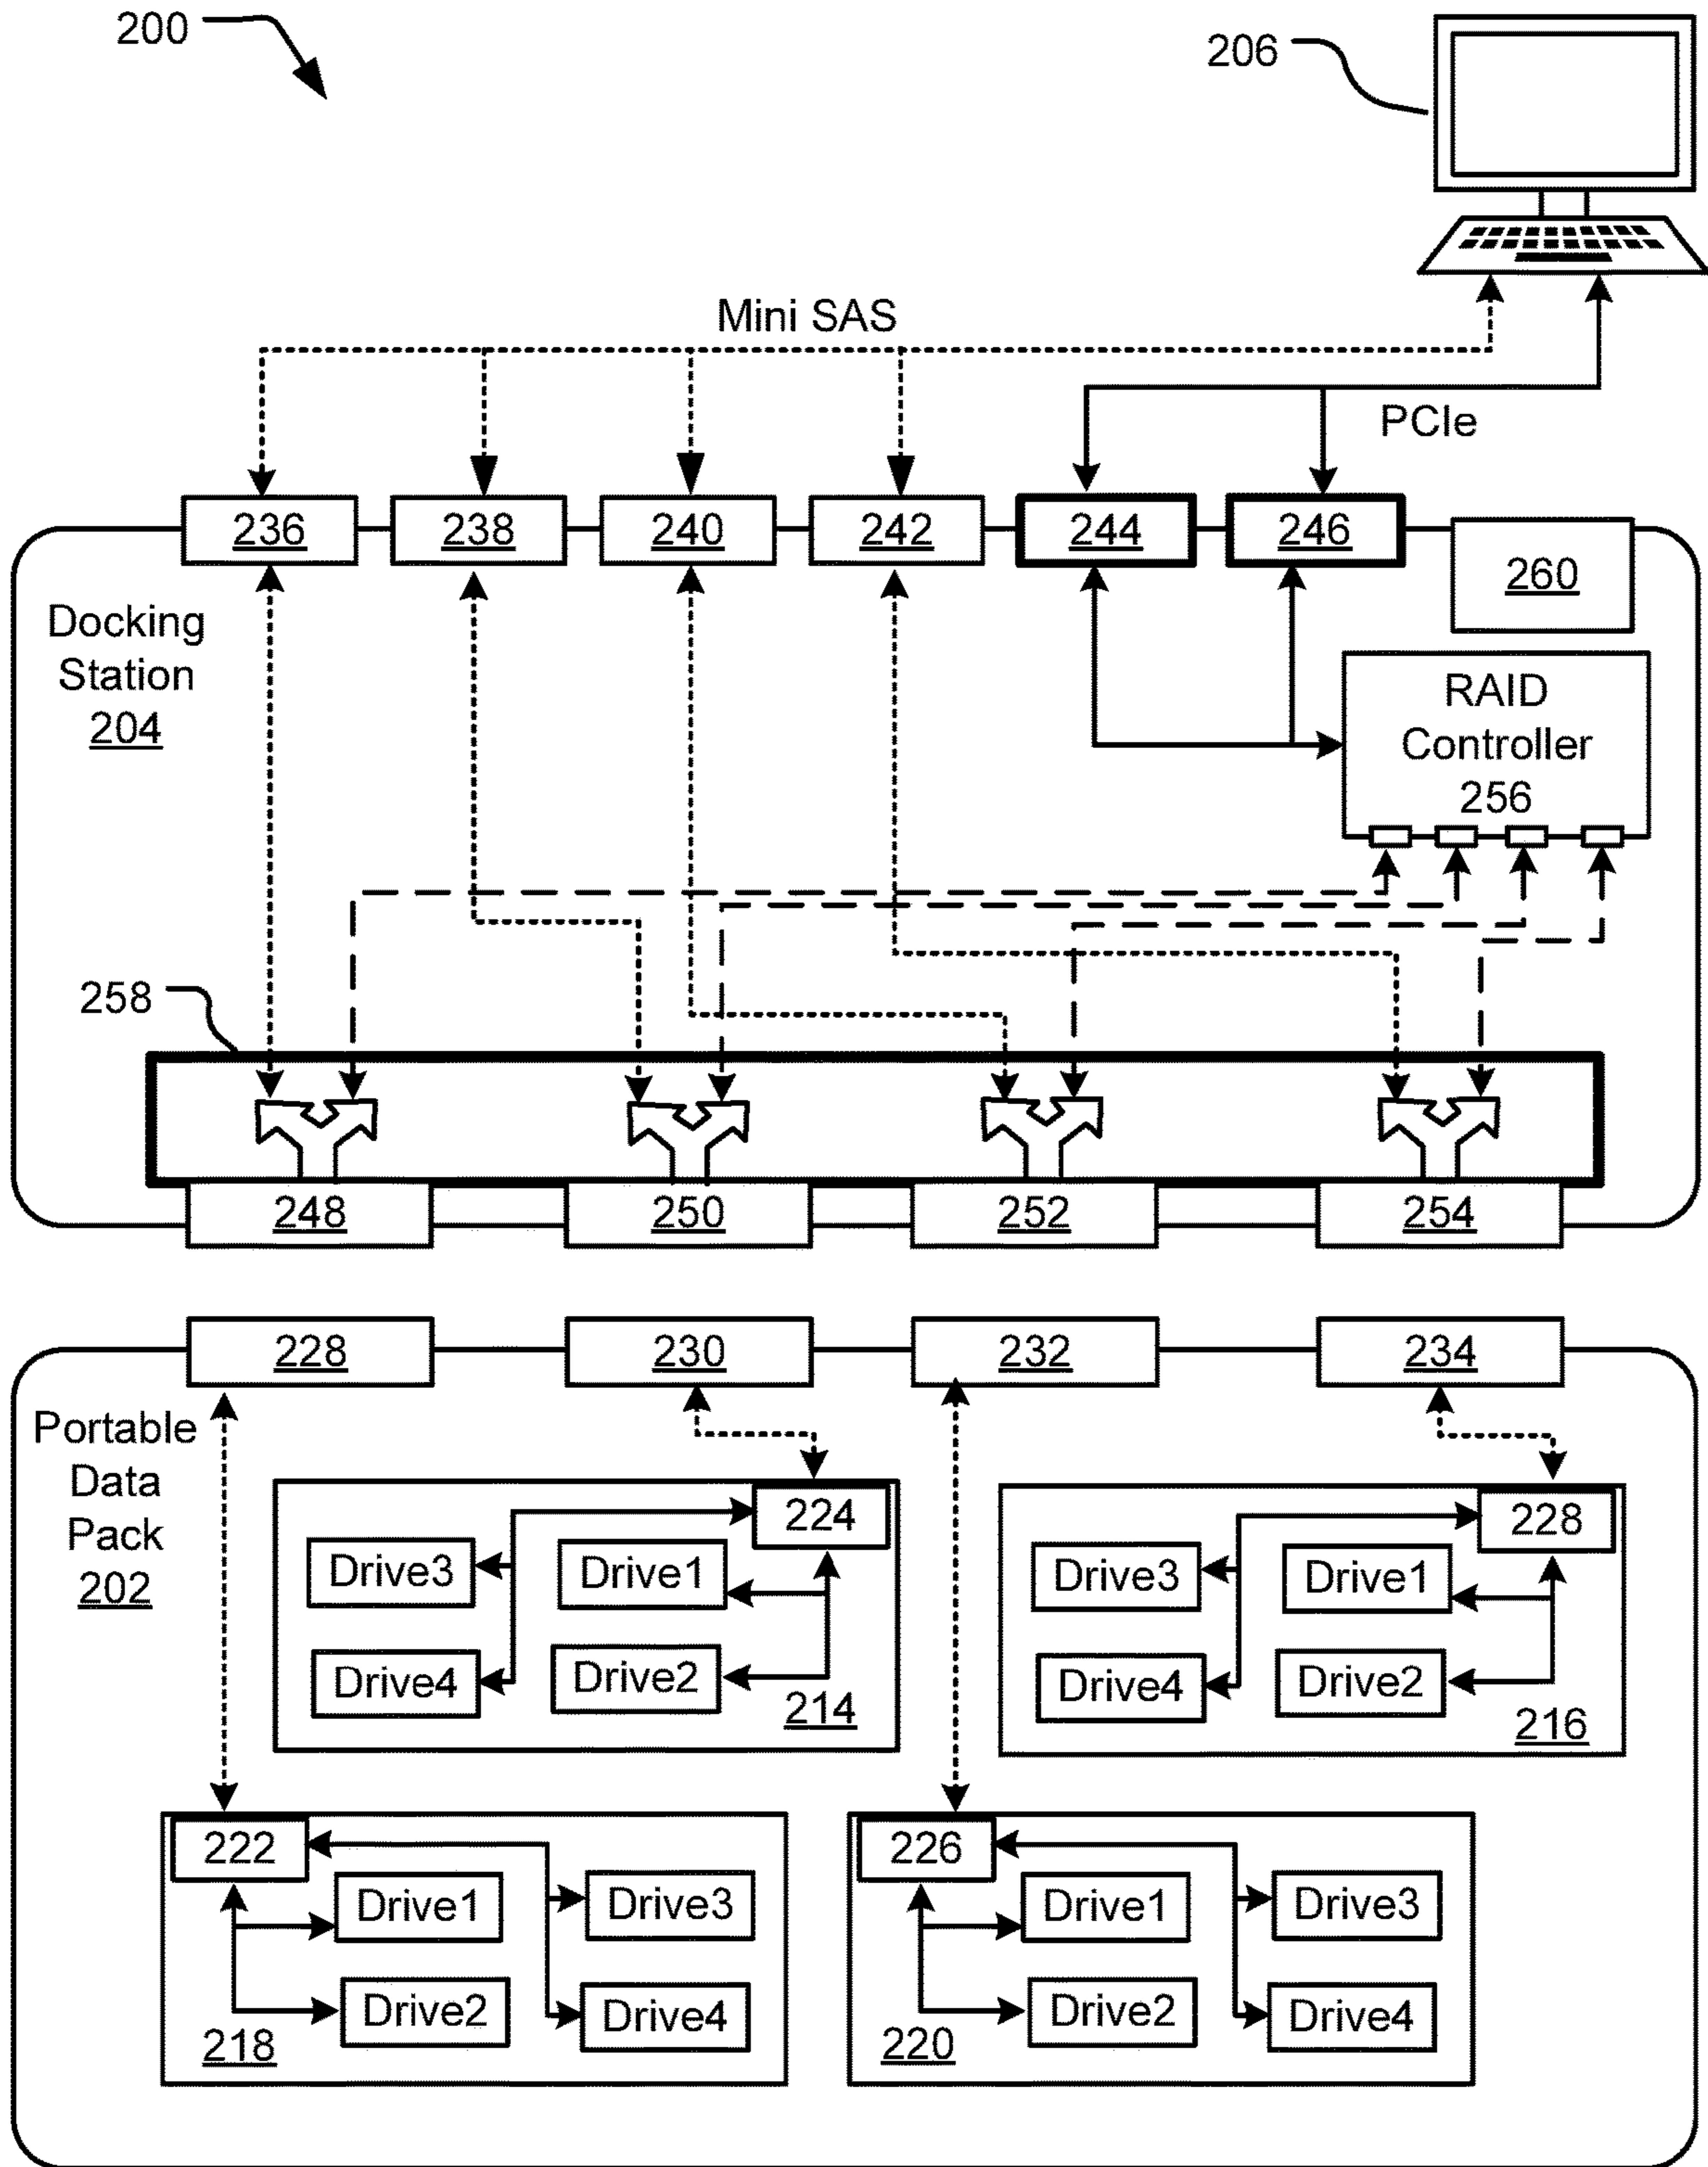 200
206
Mini SAS
PCIe
236
238
240
242
244
246
260
Docking
Station
204
RAID
Controller
256
258
248
250
252
254
228
230
232
234
Portable
Data
Pack
202
224
Drive3
Drive1
Drive4
Drive2
214
228
Drive3
Drive1
Drive4
Drive2
216
222
Drive1
Drive3
Drive2
Drive4
218
226
Drive1
Drive3
Drive2
Drive4
220